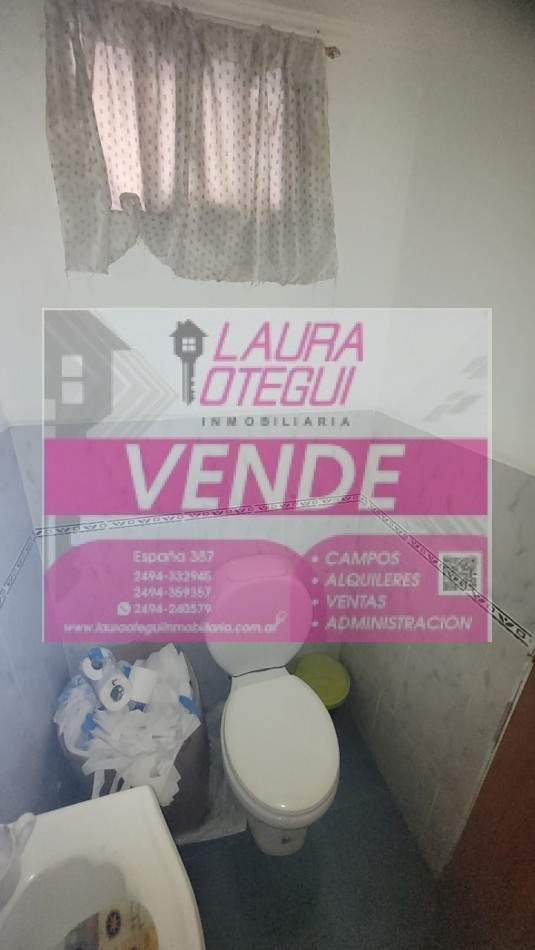 LAURA
OTEGUI
INMOBILIARIA
VENDE
España 387
2494-332945
2494-359357
2494-240579
www.lauraoteguiinmobiliaria.com.ar
• CAMPOS
• ALQUILERES
• VENTAS
• ADMINISTRACION